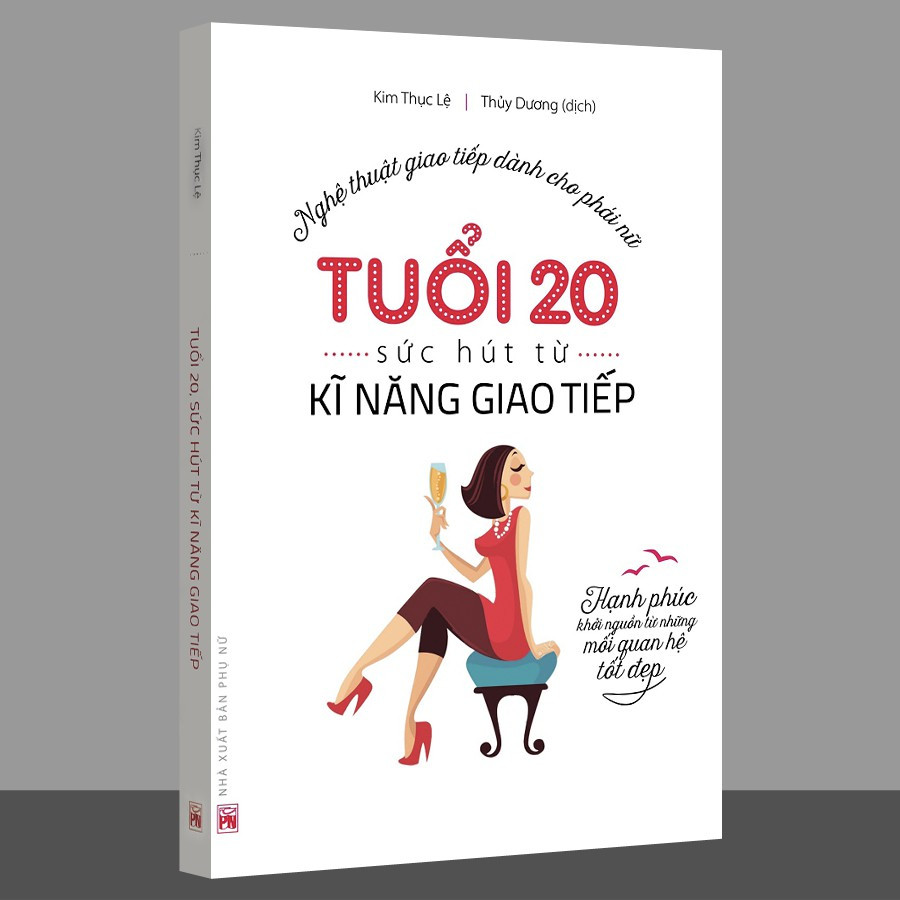 Kim Thục Lệ | Thủy Dương (dịch)
Nghệ thuật giao tiếp dành cho phái nữ
TUỔI 20
sức hút từ
KĨ NĂNG GIAO TIẾP
Hạnh phúc
khởi nguồn từ những
mối quan hệ
tốt đẹp
NHÀ XUẤT BẢN PHỤ NỮ
PN
Kim Thục Lệ
TUỔI 20, SỨC HÚT TỪ KĨ NĂNG GIAO TIẾP
PN